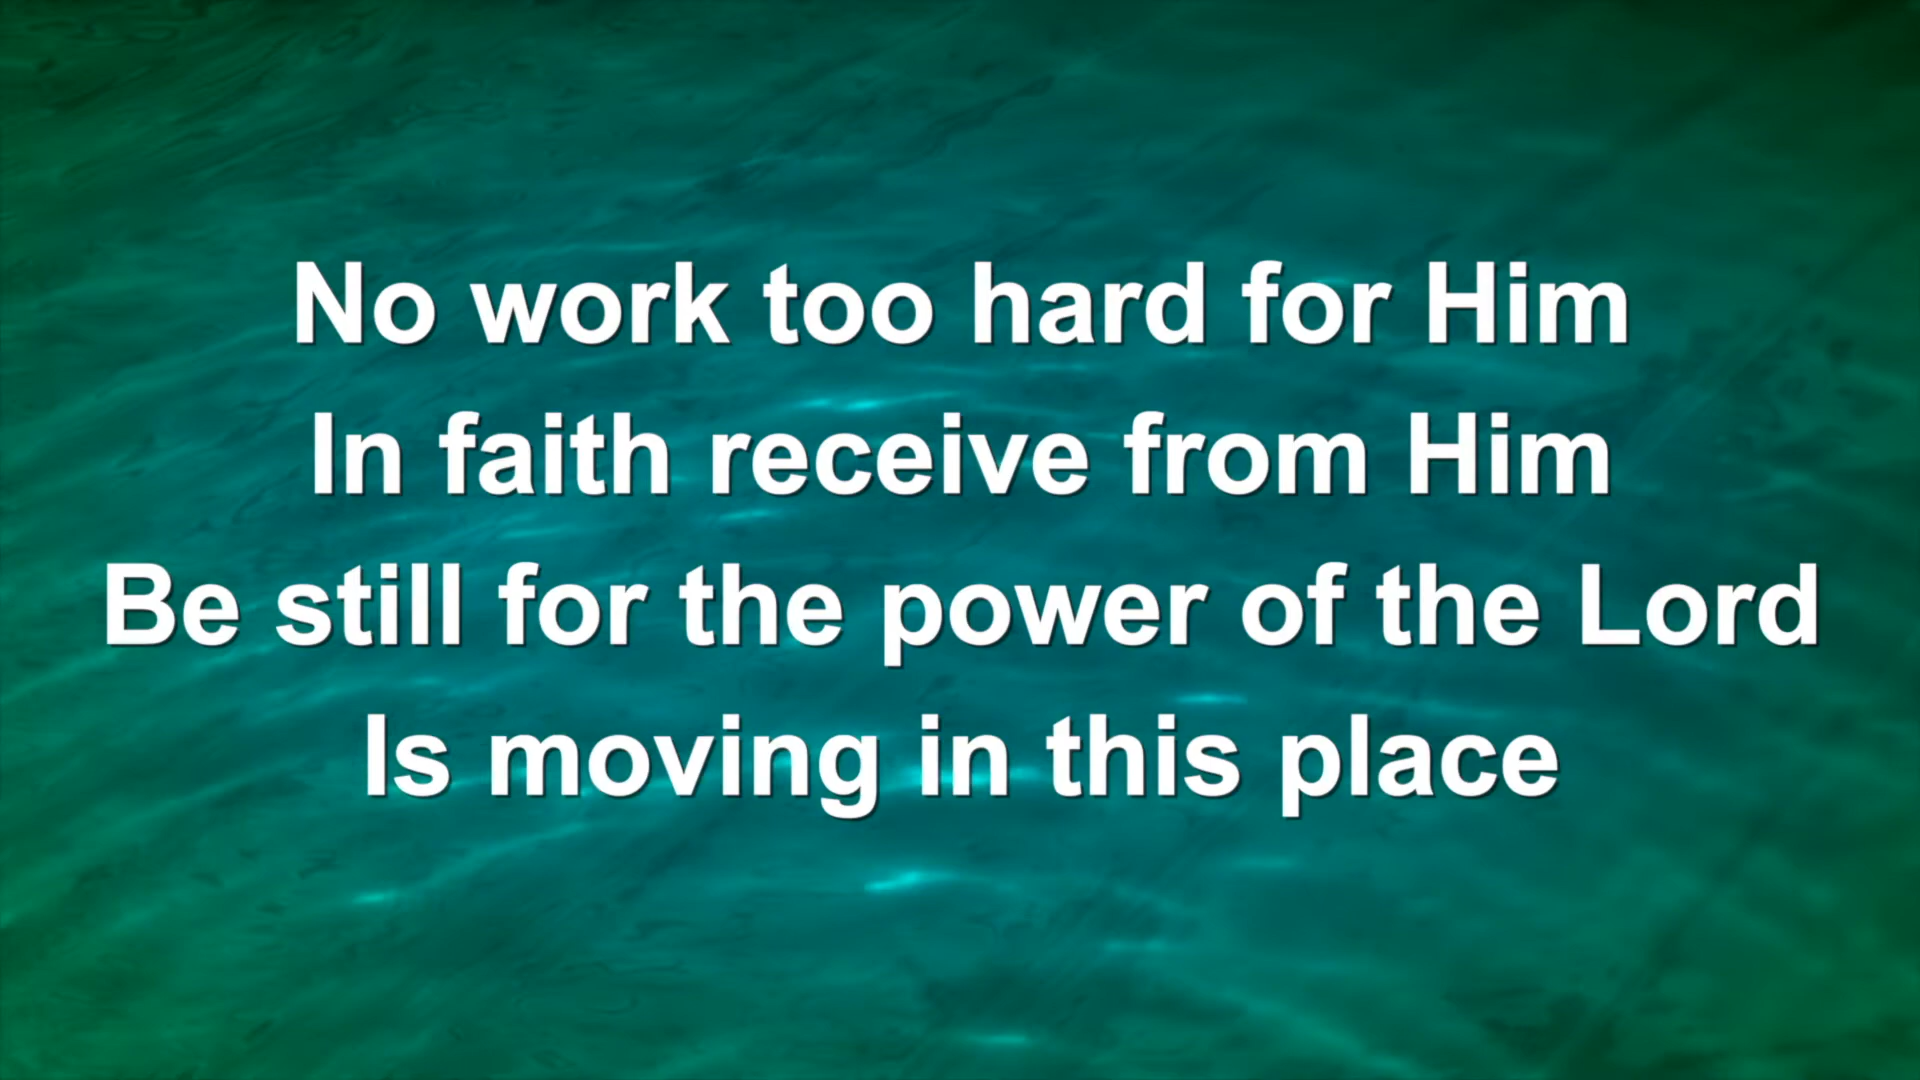 No work too hard for Him
In faith receive from Him
Be still for the power of the Lord
Is moving in this place